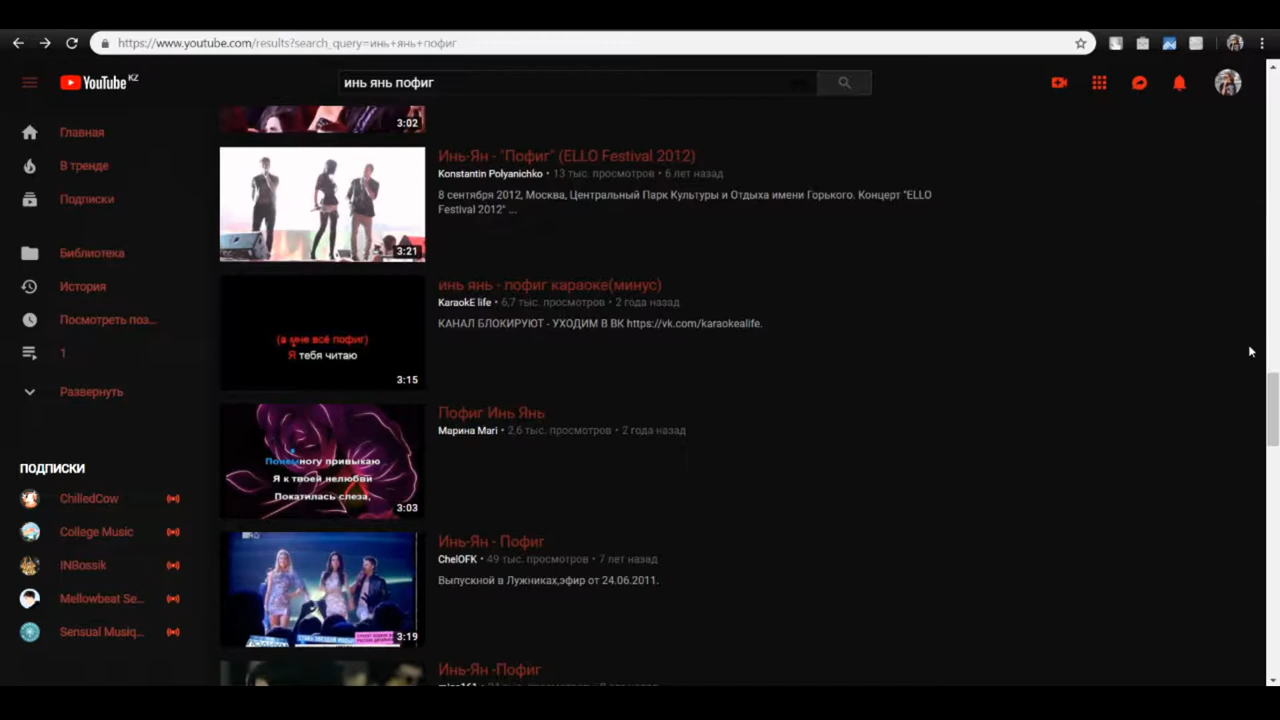 https://www.youtube.com/results?search_query=инь+янь+пофиг
YouTube KZ
инь янь пофиг
Главная
В тренде
Подписки
Библиотека
История
Посмотреть поз...
1
Развернуть
ПОДПИСКИ
ChilledCow
College Music
INBossik
Mellowbeat Se...
Sensual Musiq...
3:02
Инь-Ян - "Пофиг" (ELLO Festival 2012)
Konstantin Polyanichko • 13 тыс. просмотров • 6 лет назад
8 сентября 2012, Москва, Центральный Парк Культуры и Отдыха имени Горького. Концерт "ELLO
Festival 2012" ...
3:21
инь янь - пофиг караоке(минус)
KaraokE life • 6,7 тыс. просмотров • 2 года назад
КАНАЛ БЛОКИРУЮТ - УХОДИМ В ВК https://vk.com/karaokealife.
(а мне всё пофиг)
Я тебя читаю
3:15
Пофиг Инь Янь
Марина Mari • 2,6 тыс. просмотров • 2 года назад
Понемногу привыкаю
Я к твоей нелюбви
Покатилась слеза,
3:03
Инь-Ян - Пофиг
ChelOFK • 49 тыс. просмотров • 7 лет назад
Выпускной в Лужниках,эфир от 24.06.2011.
3:19
Инь-Ян -Пофиг